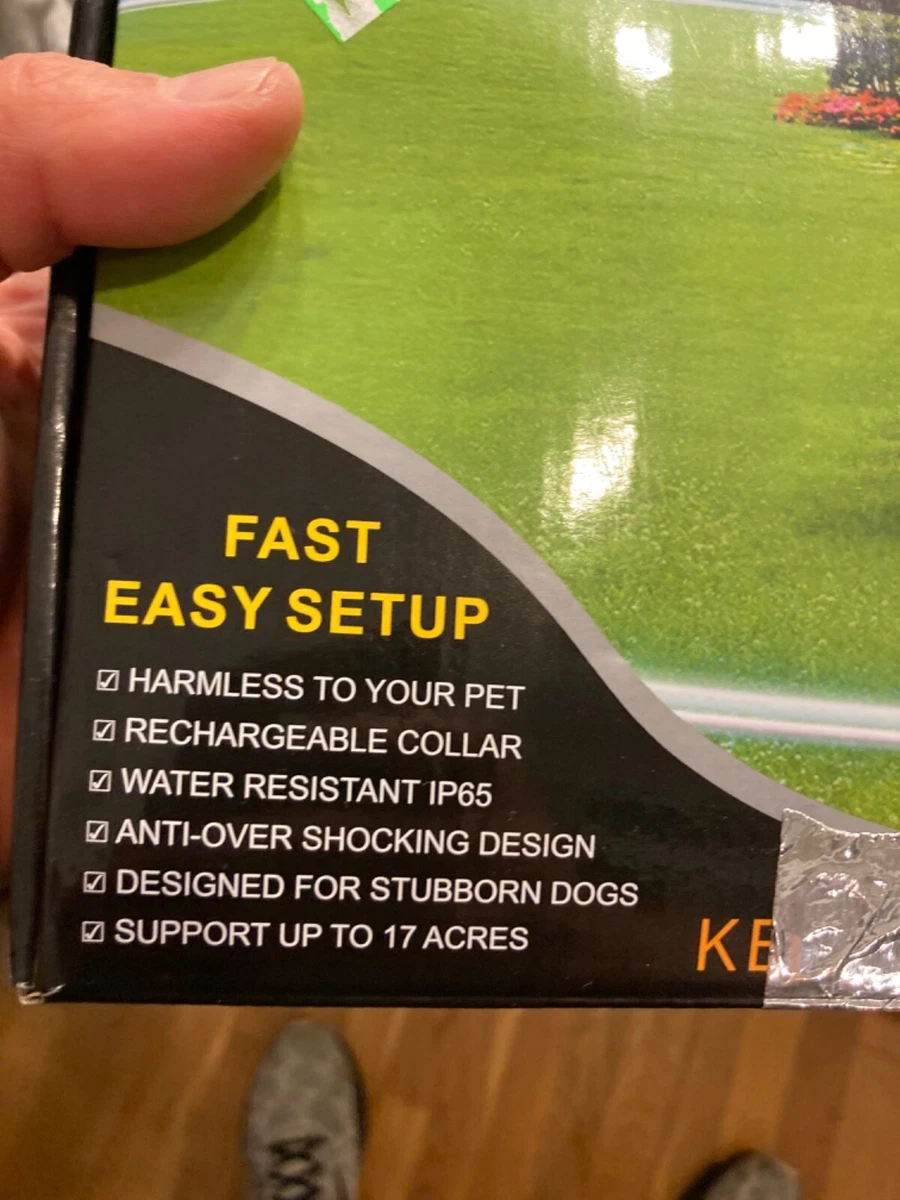 FAST
EASY SETUP
☑ HARMLESS TO YOUR PET
☑ RECHARGEABLE COLLAR
☑ WATER RESISTANT IP65
☑ ANTI-OVER SHOCKING DESIGN
☑ DESIGNED FOR STUBBORN DOGS
☑ SUPPORT UP TO 17 ACRES